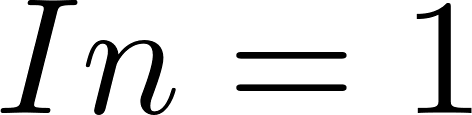 In = 1